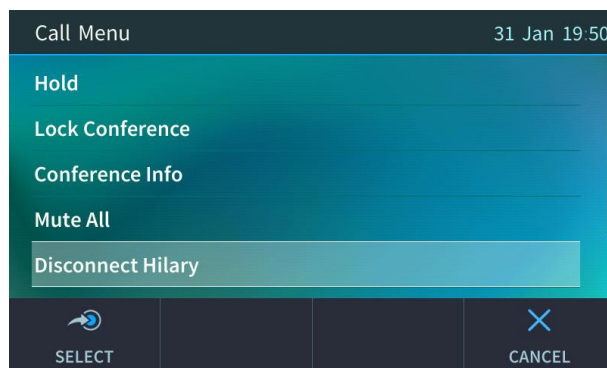 Call Menu 31 Jan 19:50
Hold
Lock Conference
Conference Info
Mute All
Disconnect Hilary
SELECT CANCEL